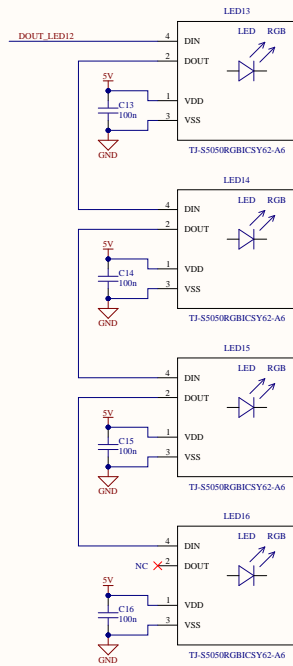 LED13
DOUT_LED12
4
DIN
LED RGB
2
DOUT
5V
1
VDD
C13
100n
3
VSS
GND
TJ-S5050RGBICSY62-A6
LED14
4
DIN
LED RGB
2
DOUT
5V
1
VDD
C14
100n
3
VSS
GND
TJ-S5050RGBICSY62-A6
LED15
4
DIN
LED RGB
2
DOUT
5V
1
VDD
C15
100n
3
VSS
GND
TJ-S5050RGBICSY62-A6
LED16
4
DIN
LED RGB
NC
2
DOUT
5V
1
VDD
C16
100n
3
VSS
GND
TJ-S5050RGBICSY62-A6